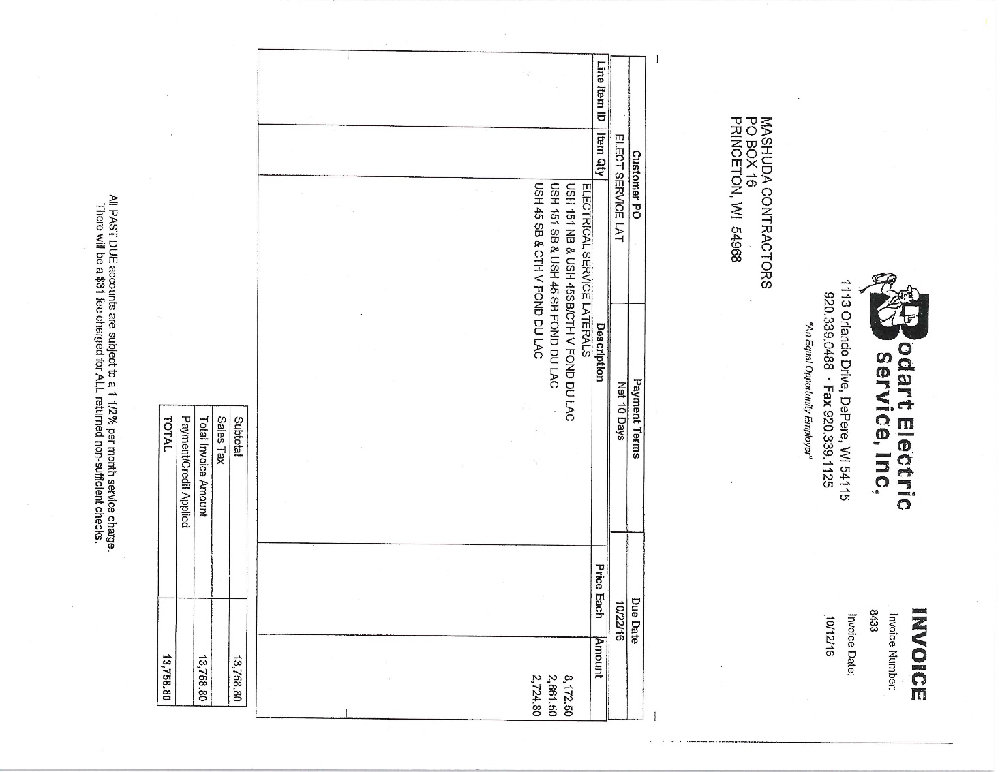 Bodart Electric
Service, Inc.
1113 Orlando Drive, DePere, WI 54115
920.339.0488 · Fax 920.339.1125
"An Equal Opportunity Employer"
INVOICE
Invoice Number:
8433
Invoice Date:
10/12/16
MASHUDA CONTRACTORS
PO BOX 16
PRINCETON, WI 54968
Customer PO Payment Terms Due Date
ELECT SERVICE LAT Net 10 Days 10/22/16
Line Item ID Item Qty Description Price Each Amount
ELECTRICAL SERVICE LATERALS
USH 151 NB & USH 45SB/CTH V FOND DU LAC 8,172.50
USH 151 SB & USH 45 SB FOND DU LAC 2,861.50
USH 45 SB & CTH V FOND DU LAC 2,724.80
Subtotal 13,758.80
Sales Tax
Total Invoice Amount 13,758.80
Payment/Credit Applied
TOTAL 13,758.80
All PAST DUE accounts are subject to a 1 1/2% per month service charge.
There will be a $31 fee charged for ALL returned non-sufficient checks.